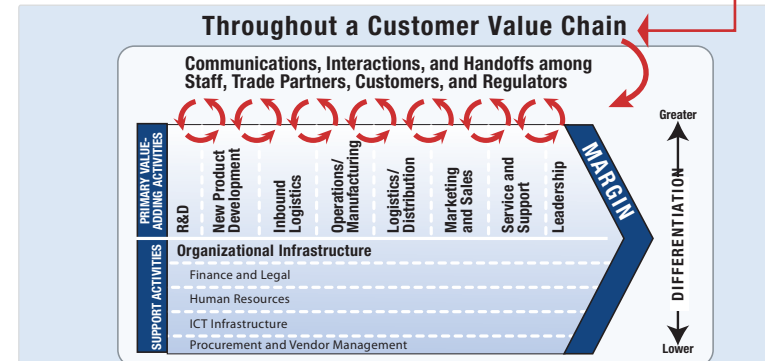 Throughout a Customer Value Chain
Communications, Interactions, and Handoffs among
Staff, Trade Partners, Customers, and Regulators
PRIMARY VALUE-
ADDING ACTIVITIES
R&D
New Product
Development
Inbound
Logistics
Operations/
Manufacturing
Logistics/
Distribution
Marketing
and Sales
Service and
Support
Leadership
MARGIN
Greater
DIFFERENTIATION
Lower
SUPPORT ACTIVITIES
Organizational Infrastructure
Finance and Legal
Human Resources
ICT Infrastructure
Procurement and Vendor Management